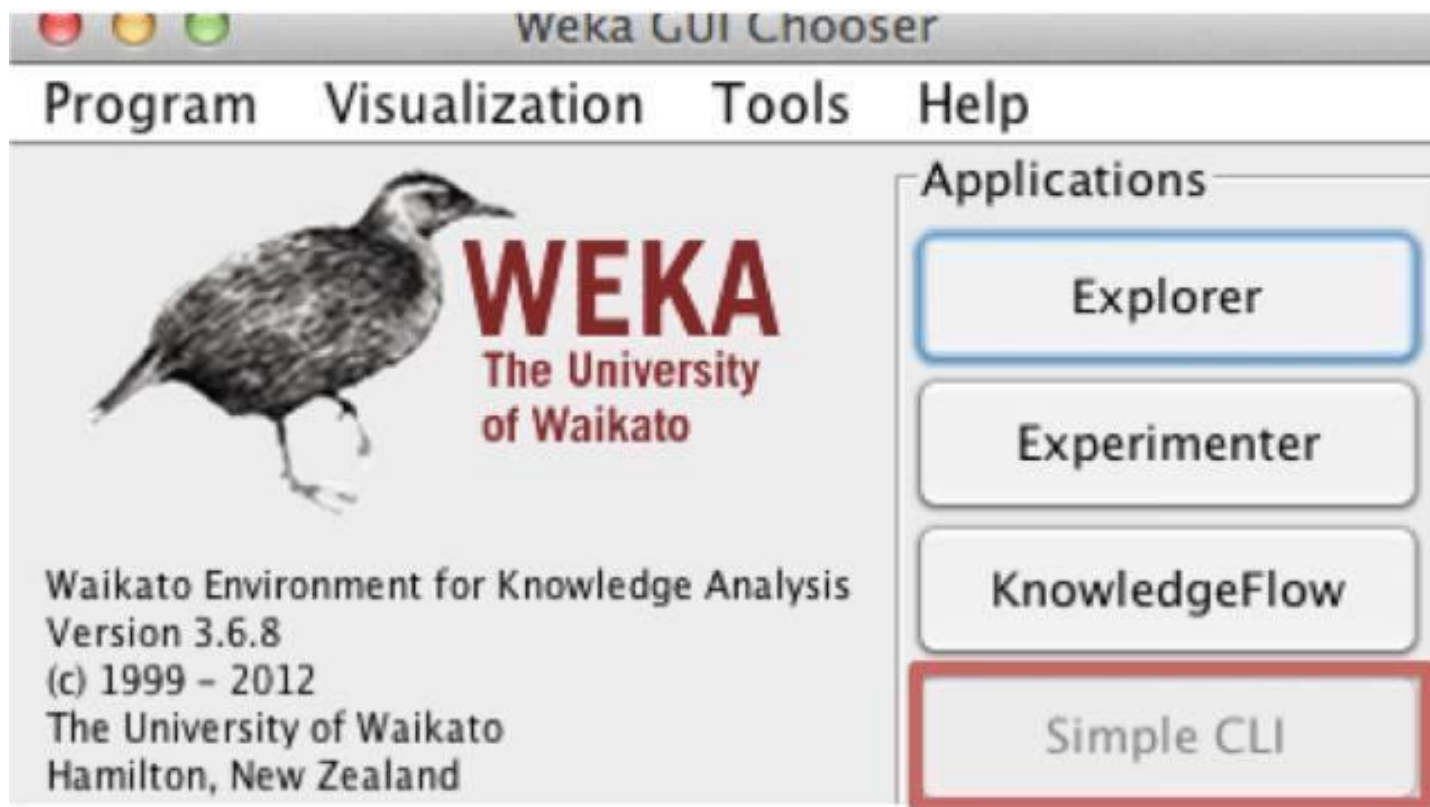 Weka GUI Chooser
Program Visualization Tools Help
WEKA
The University
of Waikato
Waikato Environment for Knowledge Analysis
Version 3.6.8
(c) 1999 – 2012
The University of Waikato
Hamilton, New Zealand
Applications
Explorer
Experimenter
KnowledgeFlow
Simple CLI